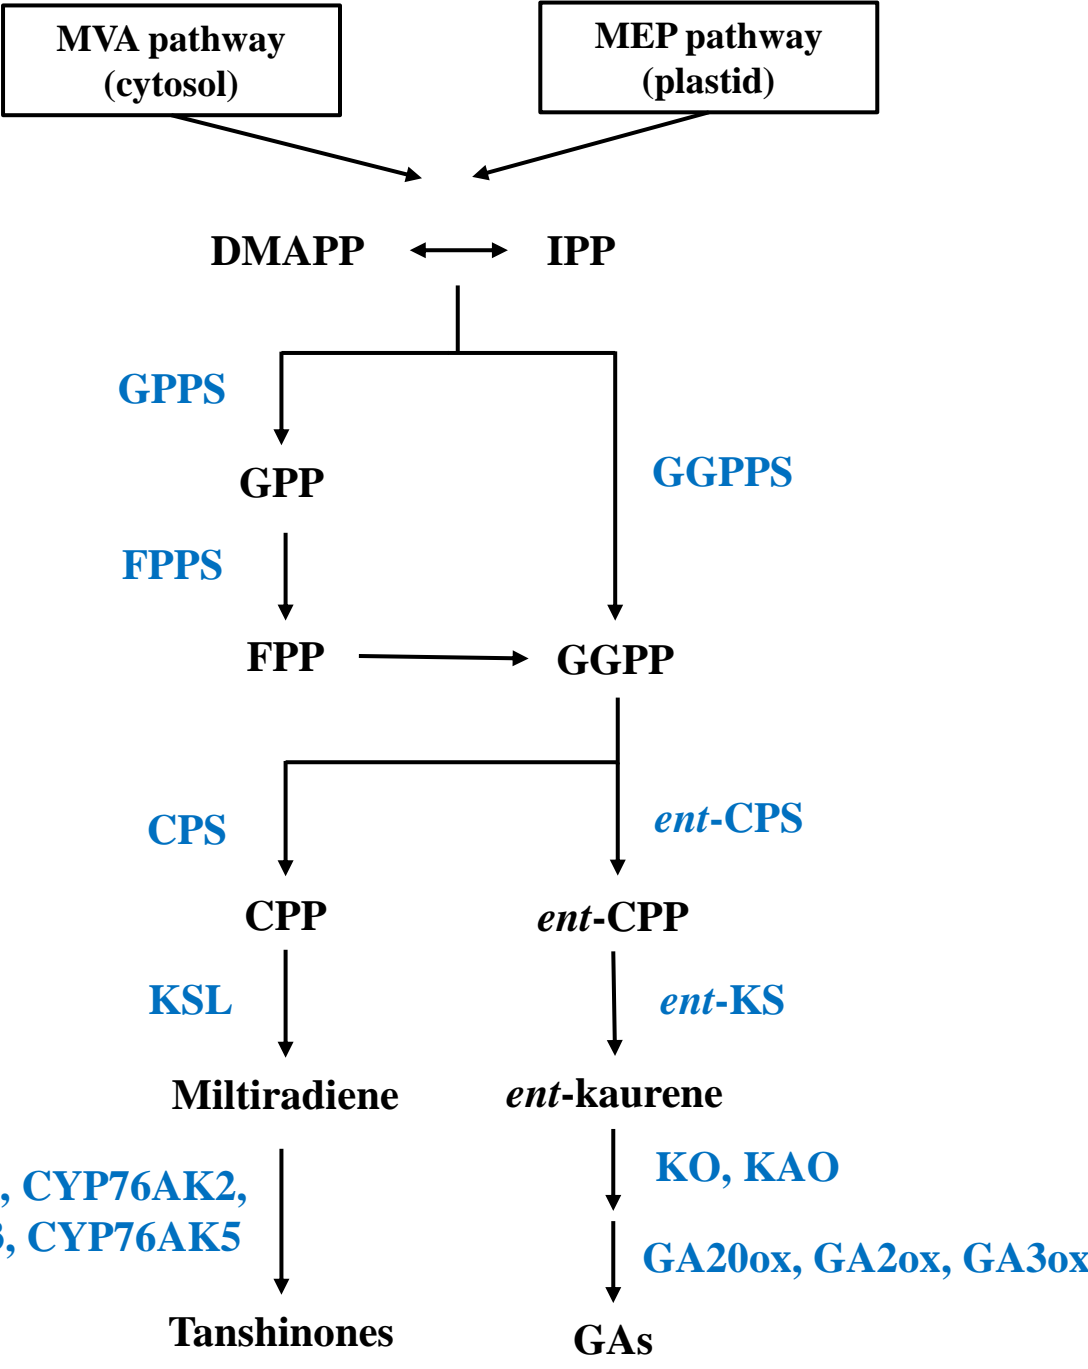 MVA pathway
(cytosol)
MEP pathway
(plastid)
DMAPP
IPP
GPPS
GPP
GGPPS
FPPS
FPP
GGPP
CPS
ent-CPS
CPP
ent-CPP
KSL
ent-KS
Miltiradiene
ent-kaurene
KO, KAO
, CYP76AK2,
, CYP76AK5
GA20ox, GA2ox, GA3ox
Tanshinones
GAs